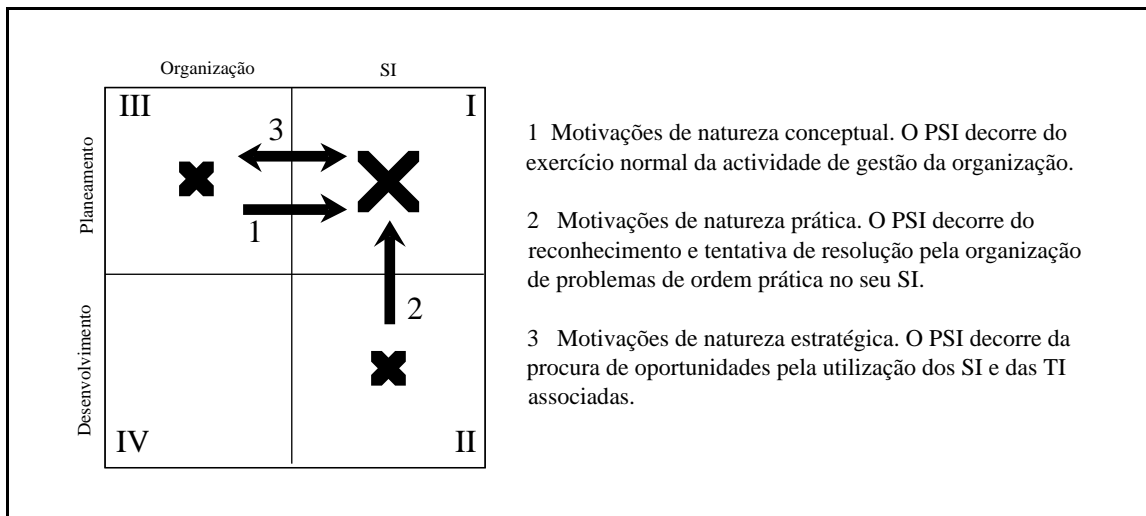 Organização
SI
Planeamento
Desenvolvimento
III
I
3
1
2
IV
II
1 Motivações de natureza conceptual. O PSI decorre do
exercício normal da actividade de gestão da organização.
2 Motivações de natureza prática. O PSI decorre do
reconhecimento e tentativa de resolução pela organização
de problemas de ordem prática no seu SI.
3 Motivações de natureza estratégica. O PSI decorre da
procura de oportunidades pela utilização dos SI e das TI
associadas.